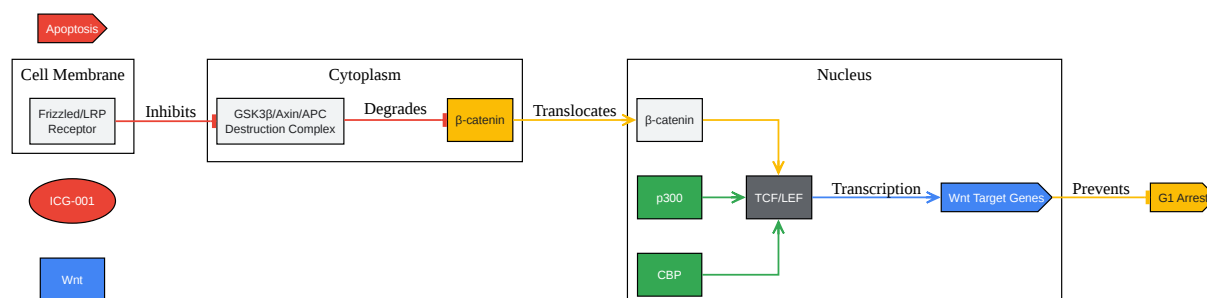 Apoptosis
Cell Membrane
Frizzled/LRP
Receptor
Inhibits
Cytoplasm
GSK3β/Axin/APC
Destruction Complex
Degrades
β-catenin
Translocates
Nucleus
β-catenin
p300
CBP
TCF/LEF
Transcription
Wnt Target Genes
Prevents
G1 Arrest
ICG-001
Wnt